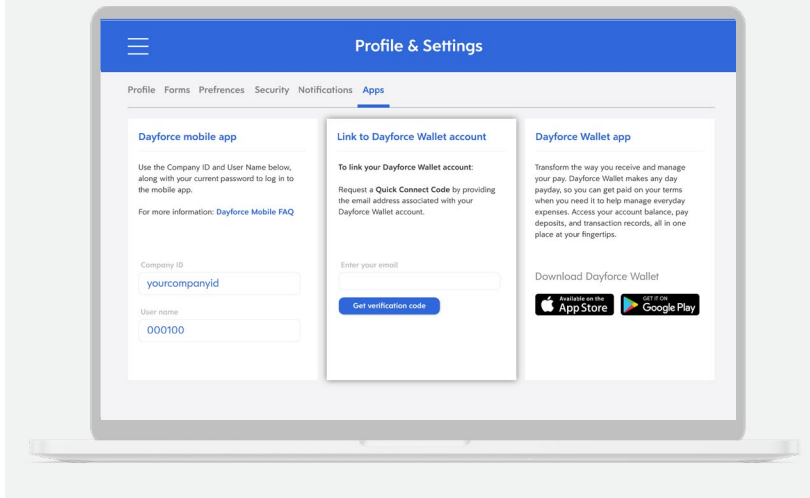 Profile & Settings
Profile Forms Prefrences Security Notifications Apps
Dayforce mobile app
Use the Company ID and User Name below,
along with your current password to log in to
the mobile app.
For more information: Dayforce Mobile FAQ
Company ID
yourcompanyid
User name
000100
Link to Dayforce Wallet account
To link your Dayforce Wallet account:
Request a Quick Connect Code by providing
the email address associated with your
Dayforce Wallet account.
Enter your email
Get verification code
Dayforce Wallet app
Transform the way you receive and manage
your pay. Dayforce Wallet makes any day
payday, so you can get paid on your terms
when you need it to help manage everyday
expenses. Access your account balance, pay
deposits, and transaction records, all in one
place at your fingertips.
Download Dayforce Wallet
Available on the
App Store
GET IT ON
Google Play